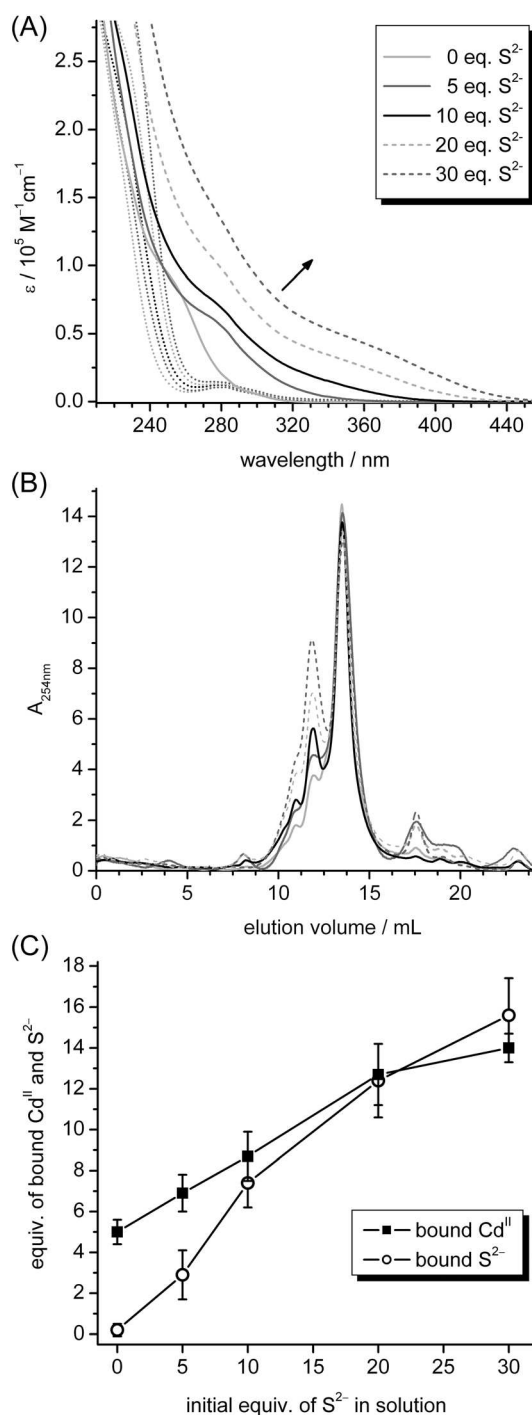 (A)
2.5
2.0
1.5
1.0
0.5
0.0
ε / 10⁵ M⁻¹cm⁻¹
0 eq. S²⁻
5 eq. S²⁻
10 eq. S²⁻
20 eq. S²⁻
30 eq. S²⁻
240 280 320 360 400 440
wavelength / nm
(B)
14
12
10
8
6
4
2
0
A254nm
0 5 10 15 20
elution volume / mL
(C)
18
16
14
12
10
8
6
4
2
0
equiv. of bound Cdᴵᴵ and S²⁻
bound Cdᴵᴵ
bound S²⁻
0 5 10 15 20 25 30
initial equiv. of S²⁻ in solution